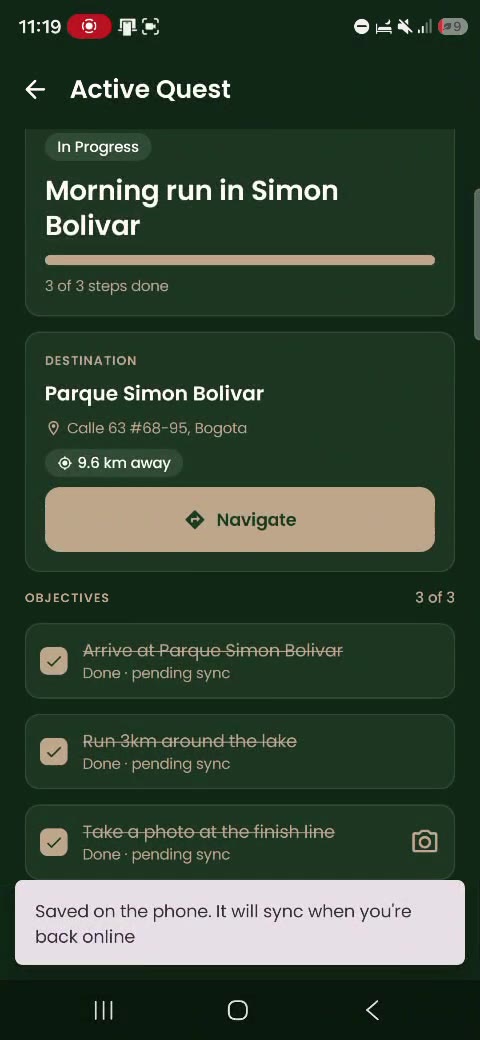 11:19
9
Active Quest
In Progress
Morning run in Simon
Bolivar
3 of 3 steps done
DESTINATION
Parque Simon Bolivar
Calle 63 #68-95, Bogota
9.6 km away
Navigate
OBJECTIVES
3 of 3
Arrive at Parque Simon Bolivar
Done · pending sync
Run 3km around the lake
Done · pending sync
Take a photo at the finish line
Done · pending sync
Saved on the phone. It will sync when you're
back online